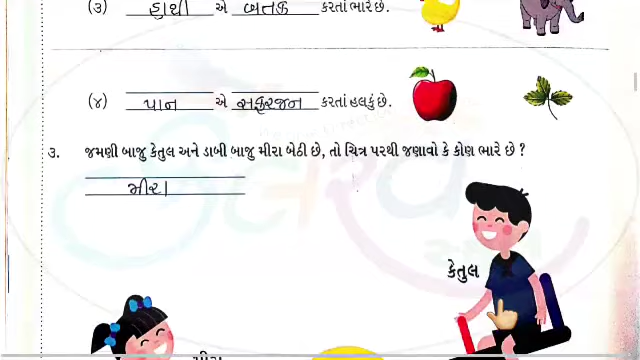 (૩) હાથી એ બતક કરતાં ભારે છે.
(૪) પાન એ સફરજન કરતાં હલકું છે.
૩. જમણી બાજુ કેતુલ અને ડાબી બાજુ મીરા બેઠી છે, તો ચિત્ર પરથી જણાવો કે કોણ ભારે છે ?
મીરા
કેતુલ
મીરા